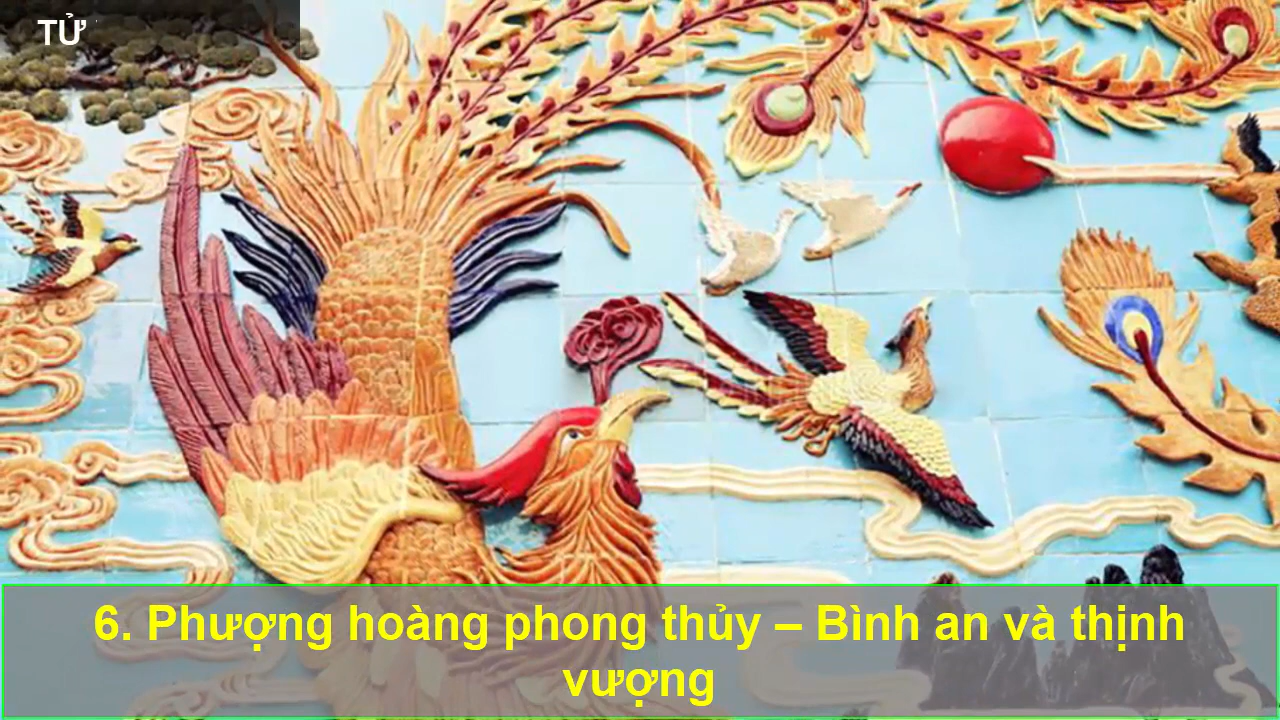 TỬ
6. Phượng hoàng phong thủy – Bình an và thịnh
vượng